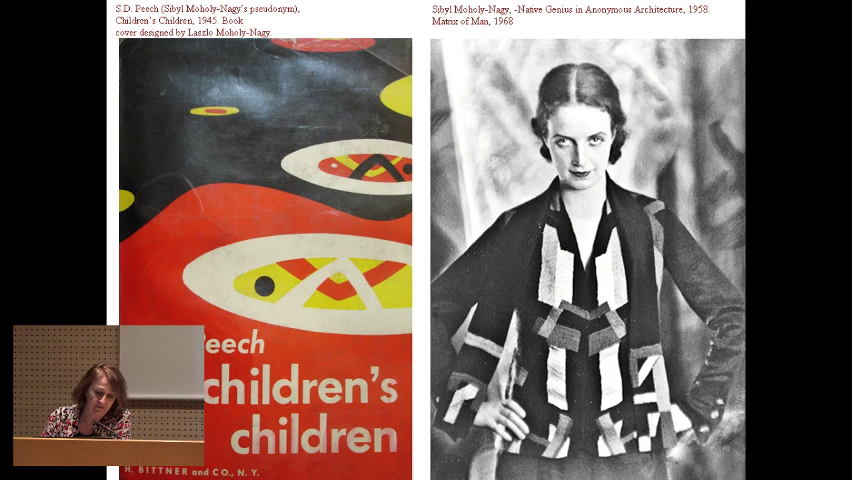 S.D. Peech (Sibyl Moholy-Nagy's pseudonym),
Children's Children, 1945. Book
cover designed by Laszlo Moholy-Nagy.
Sibyl Moholy-Nagy, -Native Genius in Anonymous Architecture, 1958.
Matrix of Man, 1968
Peech
children's
children
H. BITTNER and CO., N. Y.